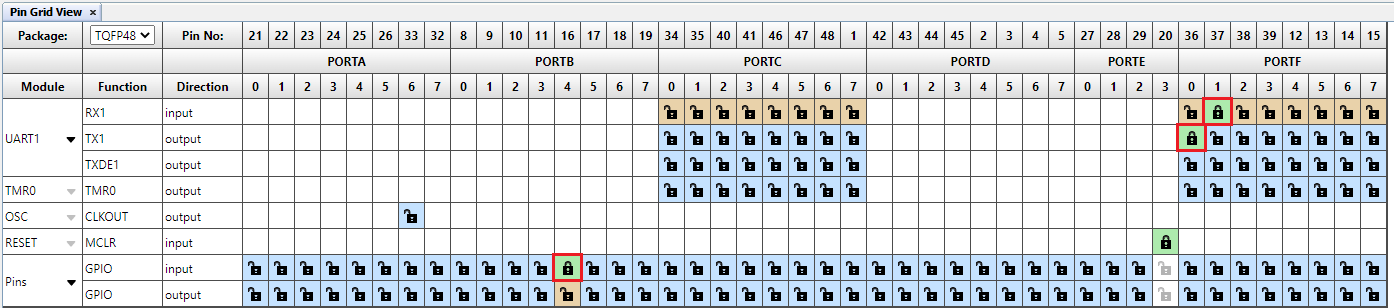 Pin Grid View ×
Package: TQFP48 Pin No: 21 22 23 24 25 26 33 32 8 9 10 11 16 17 18 19 34 35 40 41 46 47 48 1 42 43 44 45 2 3 4 5 27 28 29 20 36 37 38 39 12 13 14 15
PORTA PORTB PORTC PORTD PORTE PORTF
Module Function Direction 0 1 2 3 4 5 6 7 0 1 2 3 4 5 6 7 0 1 2 3 4 5 6 7 0 1 2 3 4 5 6 7 0 1 2 3 0 1 2 3 4 5 6 7
RX1 input
UART1 TX1 output
TXDE1 output
TMR0 TMR0 output
OSC CLKOUT output
RESET MCLR input
Pins GPIO input
GPIO output